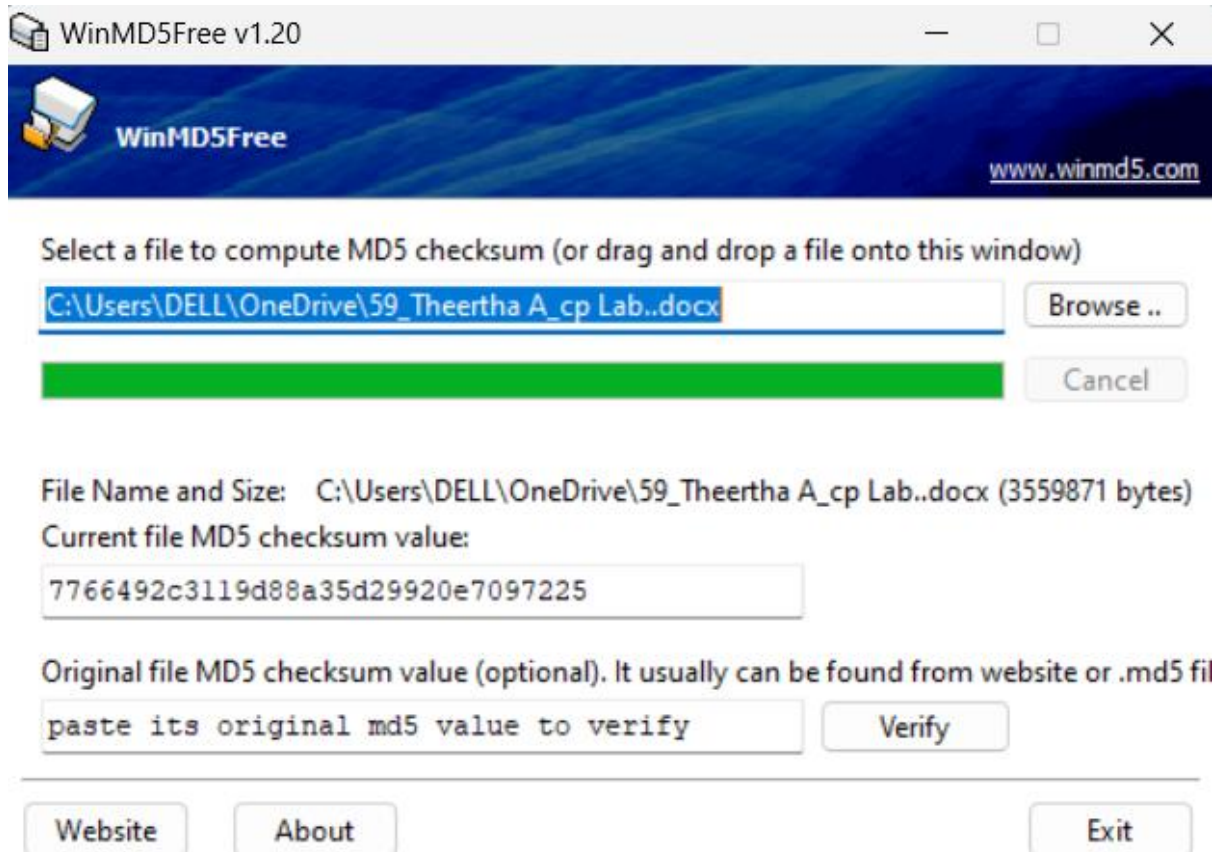 WinMD5Free v1.20
WinMD5Free
www.winmd5.com
Select a file to compute MD5 checksum (or drag and drop a file onto this window)
C:\Users\DELL\OneDrive\59_Theertha A_cp Lab..docx Browse ..
Cancel
File Name and Size: C:\Users\DELL\OneDrive\59_Theertha A_cp Lab..docx (3559871 bytes)
Current file MD5 checksum value:
7766492c3119d88a35d29920e7097225
Original file MD5 checksum value (optional). It usually can be found from website or .md5 fil
paste its original md5 value to verify Verify
Website About Exit